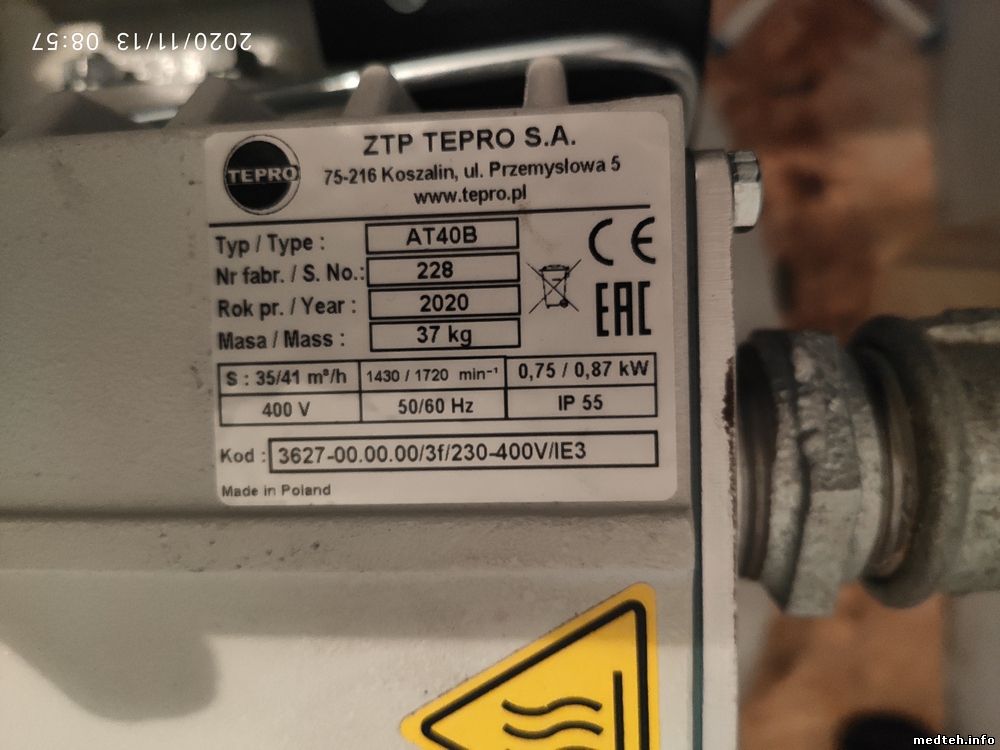 2020/11/13 08:57
TEPRO
ZTP TEPRO S.A.
75-216 Koszalin, ul. Przemysłowa 5
www.tepro.pl
Typ / Type : AT40B
Nr fabr. / S. No.: 228
Rok pr. / Year : 2020
Masa / Mass : 37 kg
CE
EAC
S : 35/41 m³/h 1430 / 1720 min⁻¹ 0,75 / 0,87 kW
400 V 50/60 Hz IP 55
Kod : 3627-00.00.00/3f/230-400V/IE3
Made in Poland
medteh.info